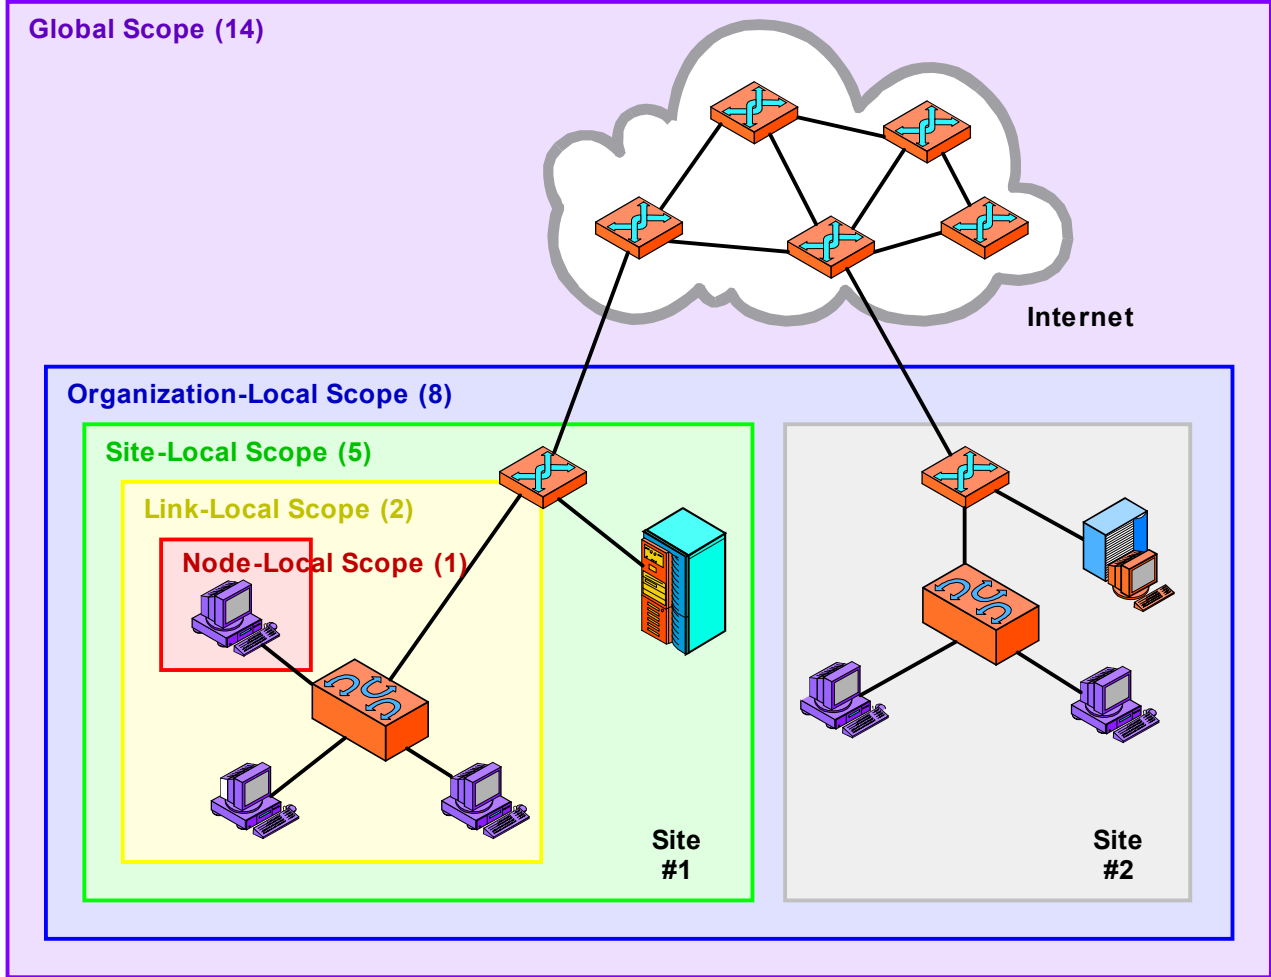 Global Scope (14)
Internet
Organization-Local Scope (8)
Site-Local Scope (5)
Link-Local Scope (2)
Node-Local Scope (1)
Site
#1
Site
#2